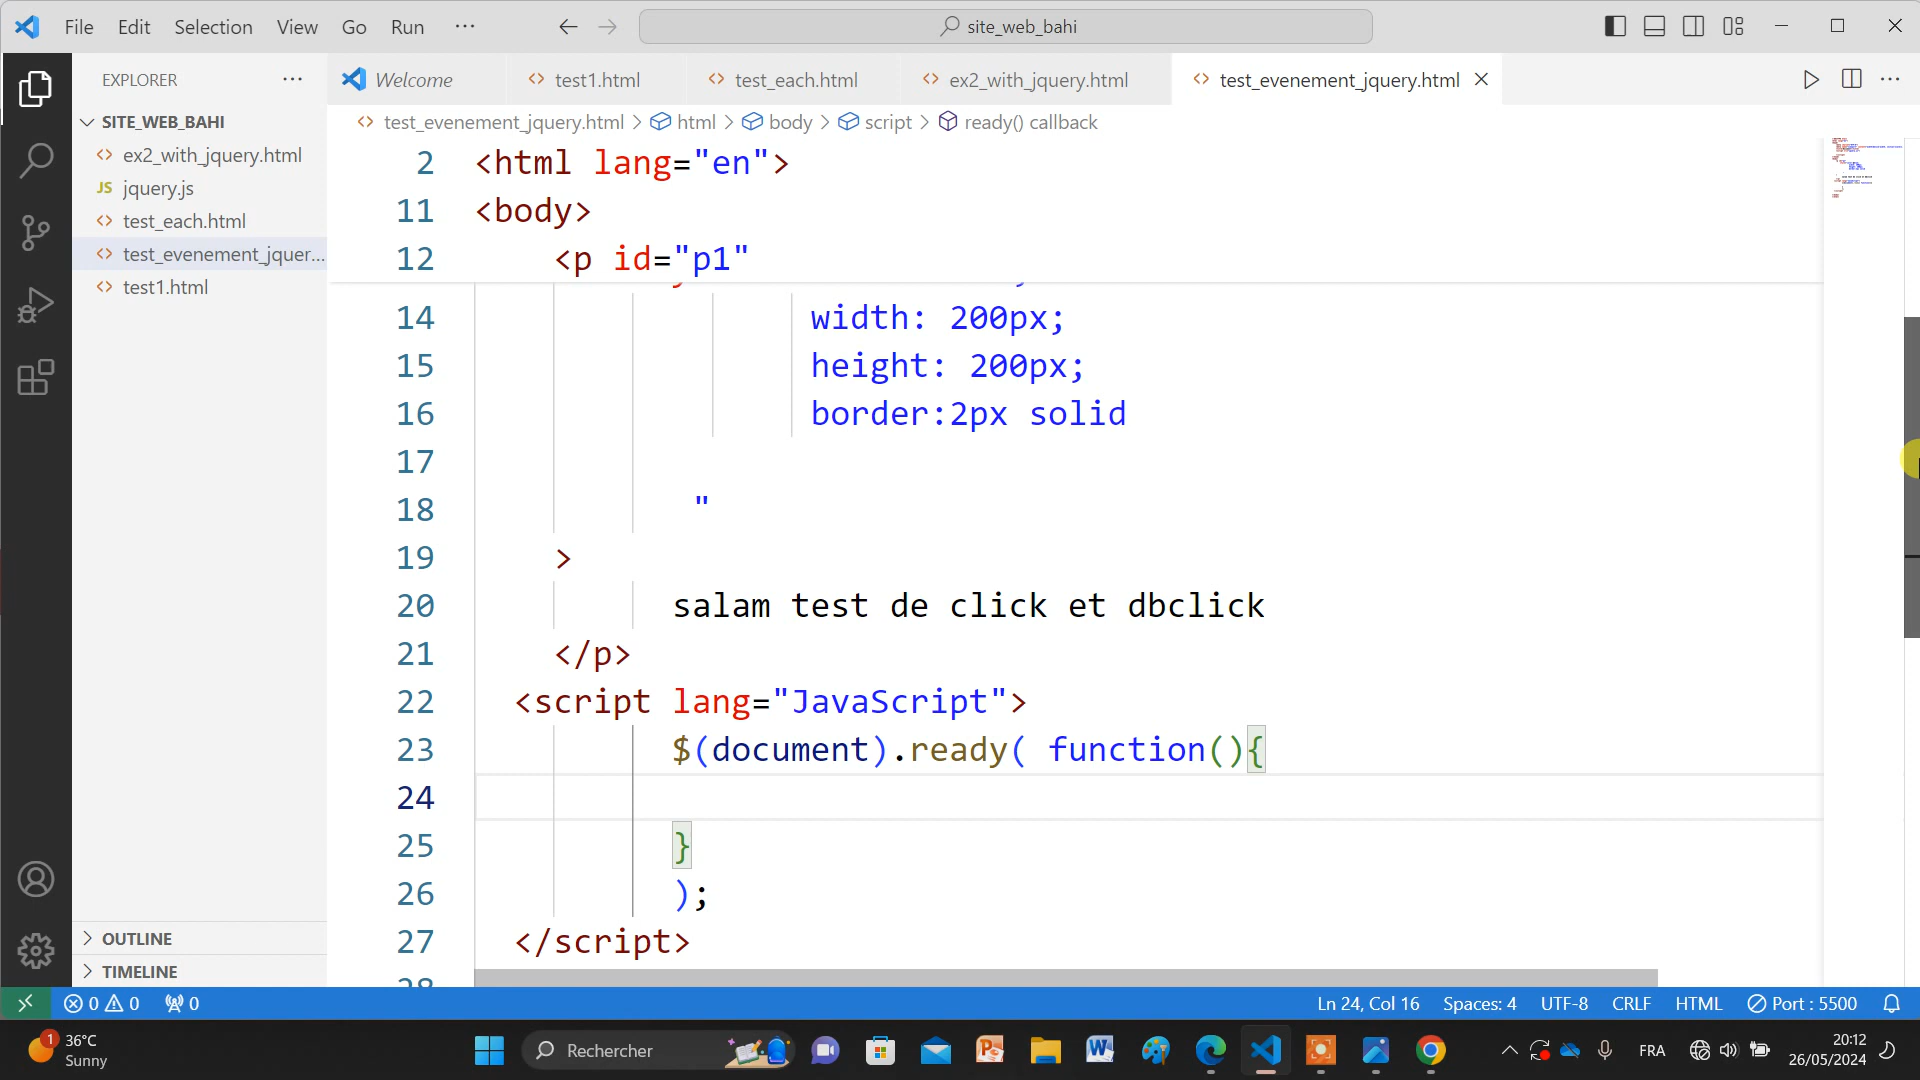 File Edit Selection View Go Run ··· site_web_bahi
EXPLORER ···
Welcome test1.html test_each.html ex2_with_jquery.html test_evenement_jquery.html
SITE_WEB_BAHI
ex2_with_jquery.html
JS jquery.js
test_each.html
test_evenement_jquer...
test1.html
OUTLINE
TIMELINE
test_evenement_jquery.html > html > body > script > ready() callback
2 <html lang="en">
11 <body>
12 <p id="p1"
14 width: 200px;
15 height: 200px;
16 border:2px solid
17
18 "
19 >
20 salam test de click et dbclick
21 </p>
22 <script lang="JavaScript">
23 $(document).ready( function(){
24
25 }
26 );
27 </script>
0 0 0 Ln 24, Col 16 Spaces: 4 UTF-8 CRLF HTML Port : 5500
1 36°C
Sunny
Rechercher
FRA
20:12
26/05/2024